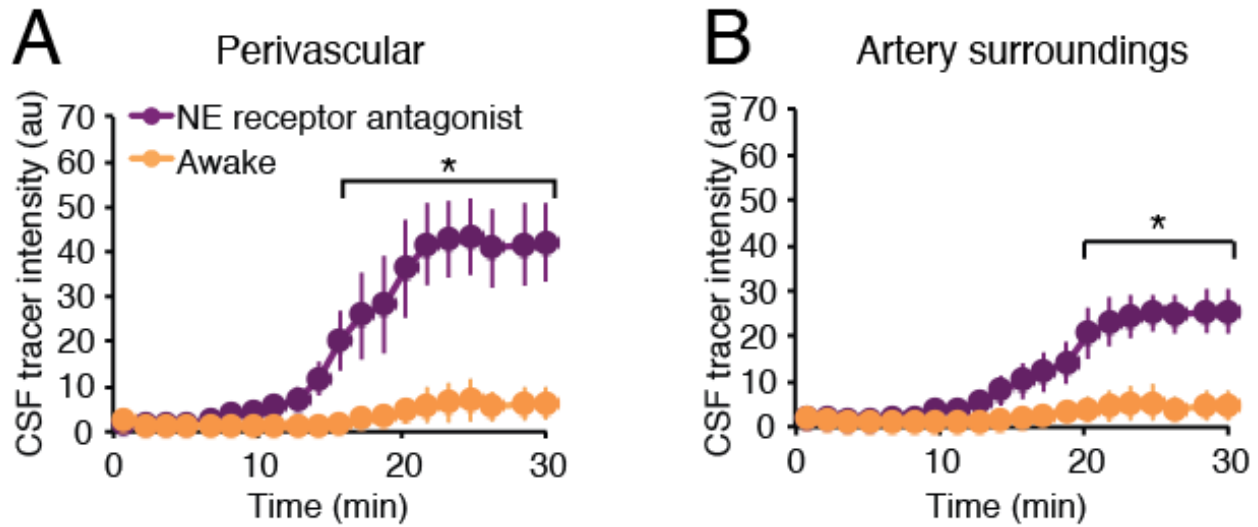 A
Perivascular
CSF tracer intensity (au)
70
60
50
40
30
20
10
0
NE receptor antagonist
Awake
*
0
10
20
30
Time (min)
B
Artery surroundings
CSF tracer intensity (au)
70
60
50
40
30
20
10
0
*
0
10
20
30
Time (min)